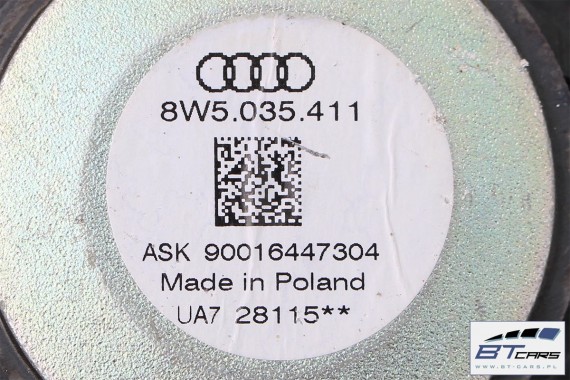 8W5.035.411
ASK 90016447304
Made in Poland
UA7 28115**
BTCARS
WWW.BT-CARS.PL